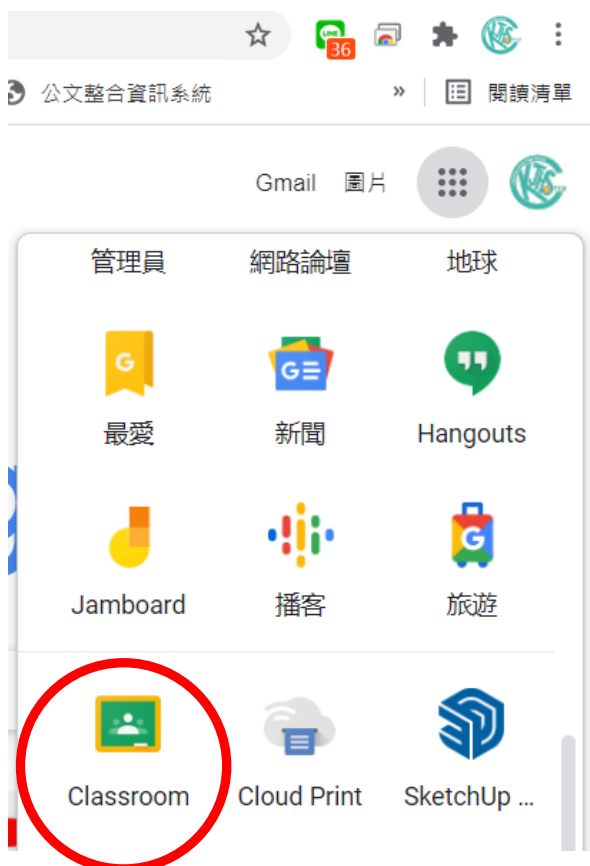 36
公文整合資訊系統 » 閱讀清單
Gmail 圖片
管理員 網路論壇 地球
G G
最愛 新聞 Hangouts
G
Jamboard 播客 旅遊
Classroom Cloud Print SketchUp ...